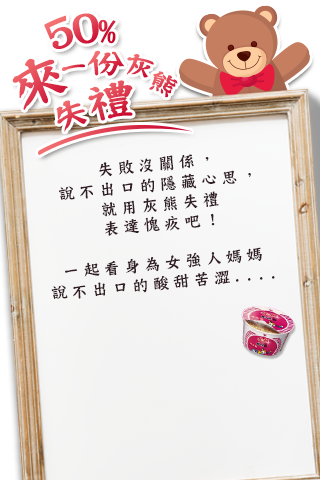 50%
來一份灰熊
失禮
失敗沒關係，
說不出口的隱藏心思，
就用灰熊失禮
表達愧疚吧！
一起看身為女強人媽媽
說不出口的酸甜苦澀....